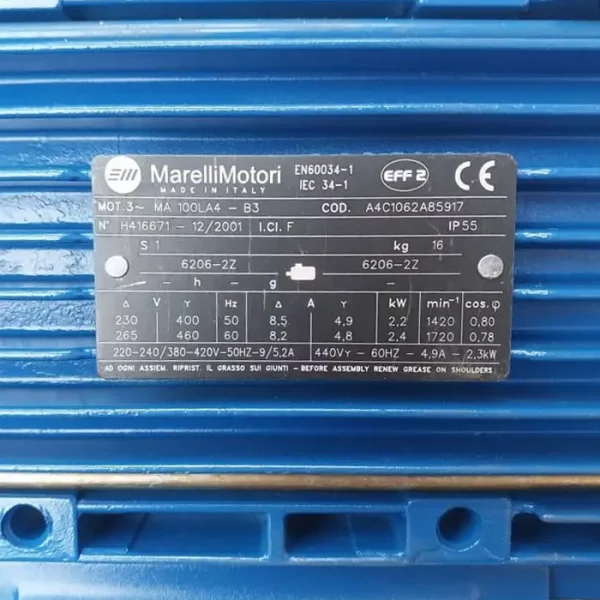 MarelliMotori
MADE IN ITALY
EN60034-1
IEC 34-1
EFF 2
CE
MOT.3~ MA 100LA4 - B3 COD. A4C1062A85917
N° H416671 - 12/2001 I.Cl. F IP55
S 1 kg 16
6206-2Z 6206-2Z
- h - g -
Δ V Y Hz Δ A Y kW min⁻¹ cos. φ
230 400 50 8,5 4,9 2.2 1420 0.80
265 460 60 8.2 4,8 2.4 1720 0.78
220-240/380-420V-50HZ-9/5,2A 440VY - 60HZ - 4,9A - 2,3kW
AD OGNI ASSIEM. RIPRIST. IL GRASSO SUI GIUNTI - BEFORE ASSEMBLY RENEW GREASE ON SHOULDERS